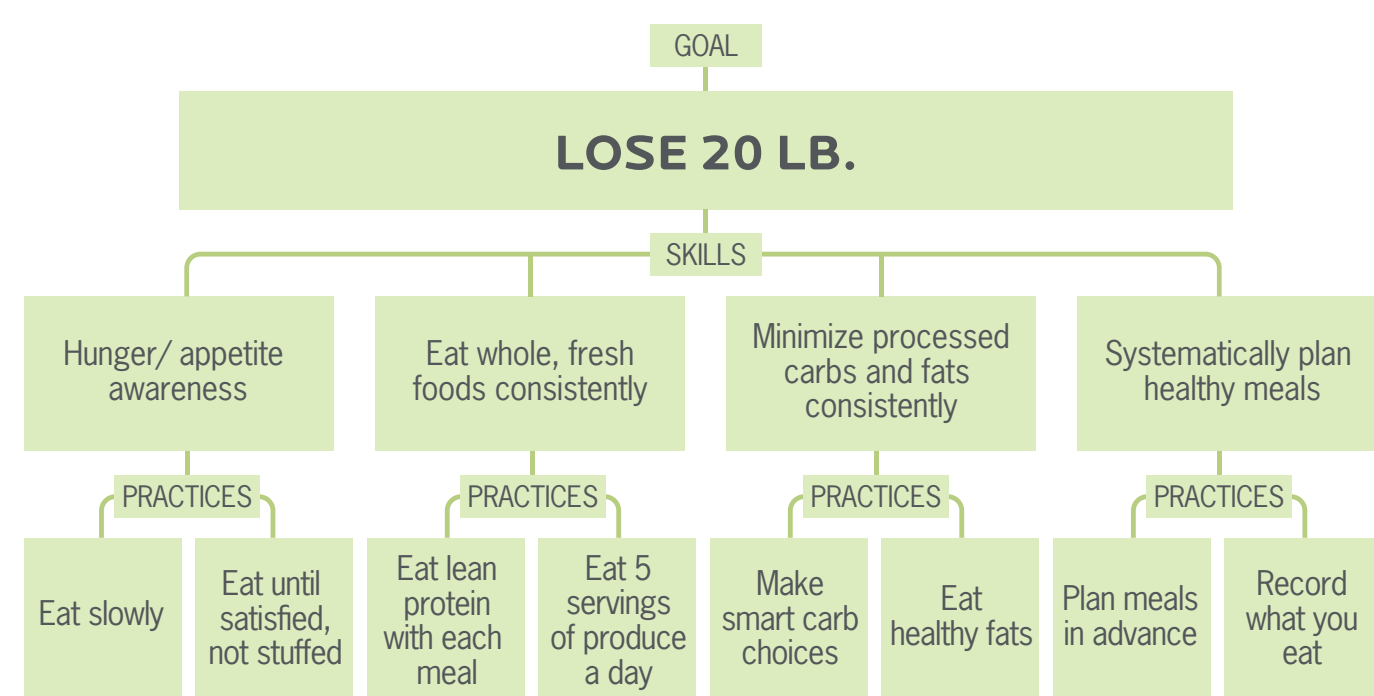 GOAL
LOSE 20 LB.
SKILLS
Hunger/ appetite
awareness
Eat whole, fresh
foods consistently
Minimize processed
carbs and fats
consistently
Systematically plan
healthy meals
PRACTICES
PRACTICES
PRACTICES
PRACTICES
Eat slowly
Eat until
satisfied,
not stuffed
Eat lean
protein
with each
meal
Eat 5
servings
of produce
a day
Make
smart carb
choices
Eat
healthy fats
Plan meals
in advance
Record
what you
eat